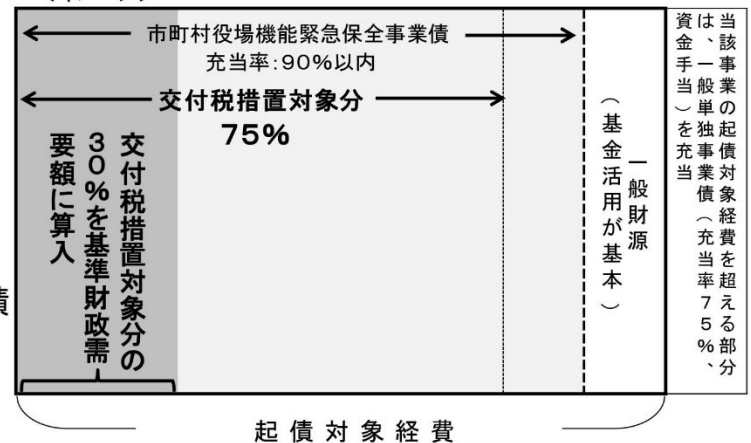 市町村役場機能緊急保全事業債
充当率:90%以内
交付税措置対象分
75%
交付税措置対象分の
30%を基準財政需
要額に算入
一般財源
(基金活用が基本)
当該事業の起債対象経費を超える部分
は、一般単独事業債(充当率75%、
資金手当)を充当
債
起債対象経費